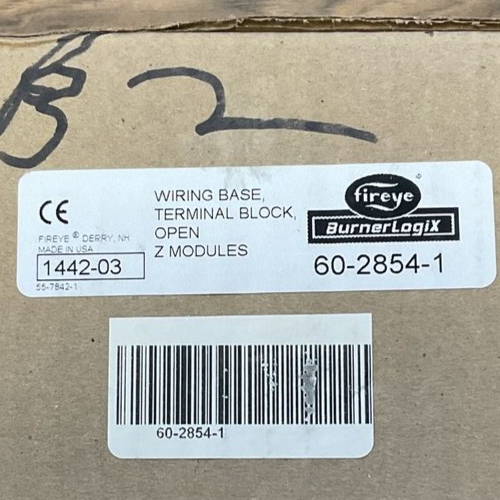 B 2
CE
FIREYE ® DERRY, NH
MADE IN USA
1442-03
55-7842-1
WIRING BASE,
TERMINAL BLOCK,
OPEN
Z MODULES
fireye®
BurnerLogiX
60-2854-1
60-2854-1